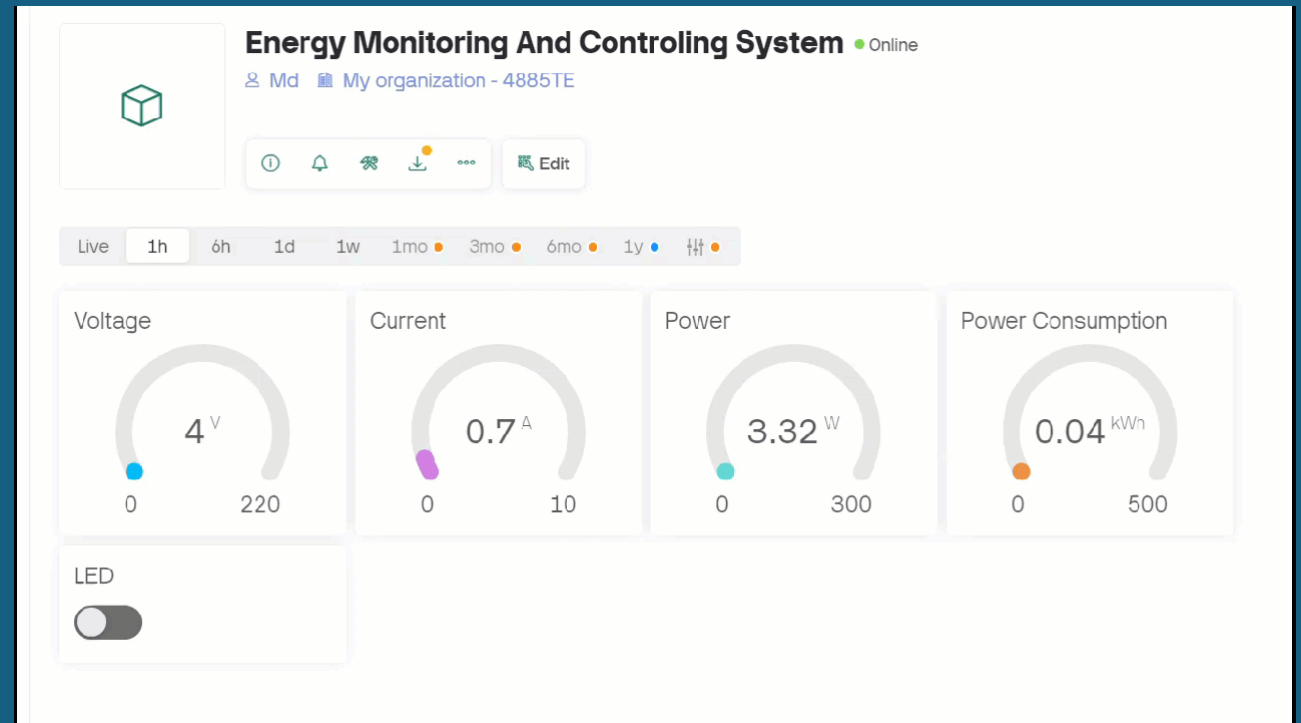 Energy Monitoring And Controling System Online
Md My organization - 4885TE
Edit
Live 1h 6h 1d 1w 1mo 3mo 6mo 1y
Voltage
4 V
0 220
Current
0.7 A
0 10
Power
3.32 W
0 300
Power Consumption
0.04 kWh
0 500
LED